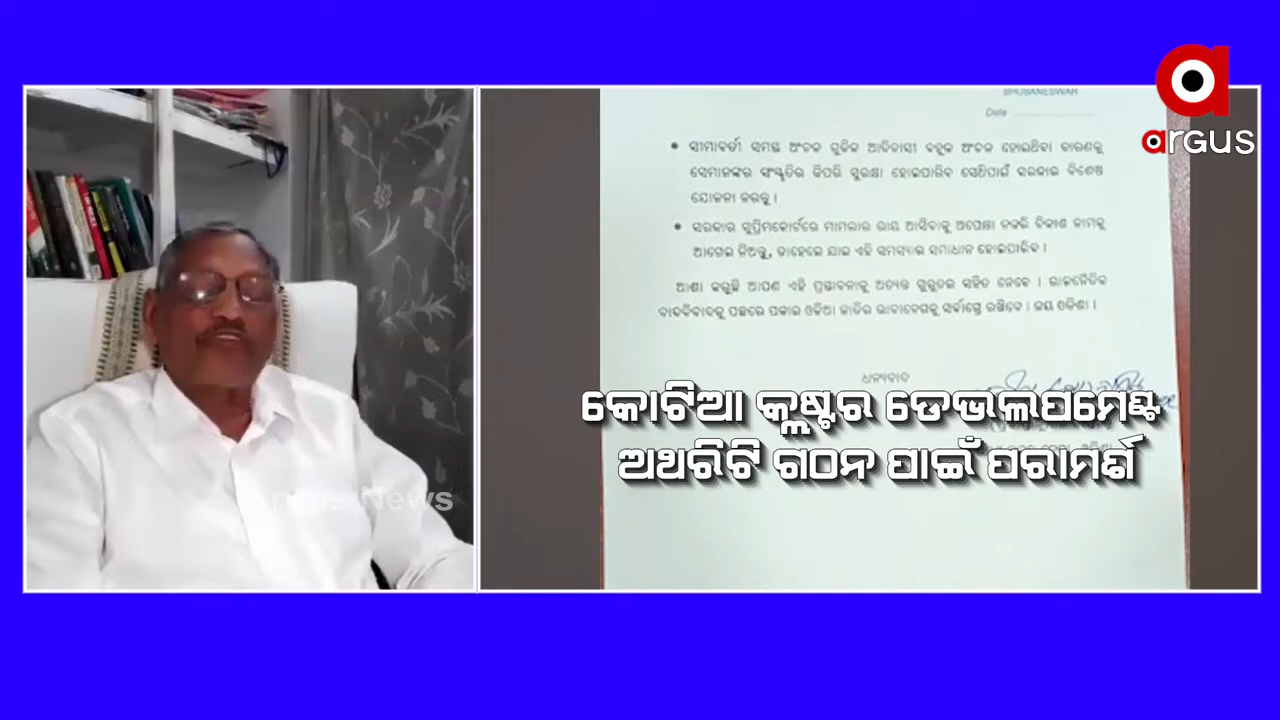 argus
BHUBANESWAR
Date
• ସୀମାବର୍ତୀ ସମସ୍ତ ଅଂଚଳ ଗୁଡିକ ଆଦିବାସୀ ବହୁଳ ଅଂଚଳ ହୋଇଥିବା କାରଣରୁ
ସେମାନଙ୍କର ସଂସ୍କୃତିର କିପରି ସୁରକ୍ଷା ହୋଇପାରିବ ସେଥିପାଇଁ ସରକାର ବିଶେଷ
ଯୋଜନା କରନ୍ତୁ ।
• ସରକାର ସୁପ୍ରିମକୋର୍ଟରେ ମାମଲାର ରାୟ ଆସିବାକୁ ଅପେକ୍ଷା ନକରି ବିକାଶ କାମକୁ
ଆଗେଇ ନିଅନ୍ତୁ, ତାହେଲେ ଯାଇ ଏହି ସମସ୍ୟାର ସମାଧାନ ହୋଇପାରିବ ।
ଆଶା କରୁଛି ଆପଣ ଏହି ପ୍ରସ୍ତାବନାକୁ ଅତ୍ୟନ୍ତ ଗୁରୁତର ସହିତ ନେବେ । ରାଜନୈତିକ
ବାଦବିବାଦକୁ ପଛରେ ପକାଇ ଓଡିଆ ଜାତିର ଭାବାବେଗକୁ ସର୍ବାଗ୍ରେ ରଖିବେ । ଜୟ ଓଡିଶା ।
ଧନ୍ୟବାଦ
କୋଟିଆ କ୍ଲଷ୍ଟର ଡେଭଲପମେଣ୍ଟ
ଅଥରିଟି ଗଠନ ପାଇଁ ପରାମର୍ଶ
News